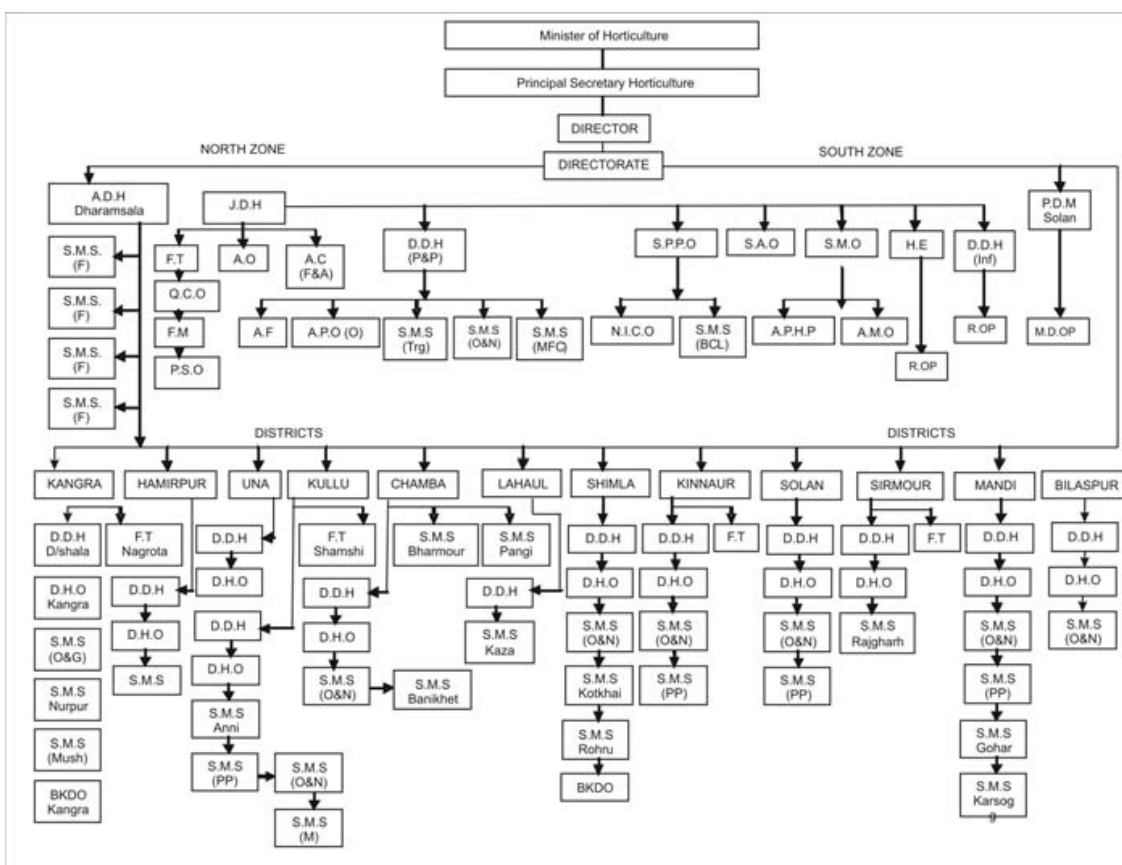 Minister of Horticulture
Principal Secretary Horticulture
DIRECTOR
NORTH ZONE
DIRECTORATE
SOUTH ZONE
A.D.H
Dharamsala
J.D.H
P.D.M
Solan
S.M.S.
(F)
S.M.S.
(F)
S.M.S.
(F)
S.M.S.
(F)
F.T
A.O
A.C
(F&A)
D.D.H
(P&P)
S.P.P.O
S.A.O
S.M.O
H.E
D.D.H
(Inf)
Q.C.O
F.M
P.S.O
A.F
A.P.O (O)
S.M.S
(Trg)
S.M.S
(O&N)
S.M.S
(MFC)
N.I.C.O
S.M.S
(BCL)
A.P.H.P
A.M.O
R.OP
R.OP
M.D.OP
DISTRICTS
DISTRICTS
KANGRA
HAMIRPUR
UNA
KULLU
CHAMBA
LAHAUL
SHIMLA
KINNAUR
SOLAN
SIRMOUR
MANDI
BILASPUR
D.D.H
D/shala
F.T
Nagrota
D.H.O
Kangra
S.M.S
(O&G)
S.M.S
Nurpur
S.M.S
(Mush)
BKDO
Kangra
D.D.H
D.H.O
S.M.S
D.D.H
D.H.O
F.T
Shamshi
D.D.H
D.H.O
S.M.S
Anni
S.M.S
(PP)
S.M.S
(O&N)
S.M.S
(M)
S.M.S
Bharmour
S.M.S
Pangi
D.D.H
D.H.O
S.M.S
(O&N)
S.M.S
Banikhet
D.D.H
S.M.S
Kaza
D.D.H
D.H.O
S.M.S
(O&N)
S.M.S
Kotkhai
S.M.S
Rohru
BKDO
D.D.H
F.T
D.H.O
S.M.S
(O&N)
S.M.S
(PP)
D.D.H
D.H.O
S.M.S
(O&N)
S.M.S
(PP)
D.D.H
F.T
D.H.O
S.M.S
Rajgharh
D.D.H
D.H.O
S.M.S
(O&N)
S.M.S
(PP)
S.M.S
Gohar
S.M.S
Karsog
g
D.D.H
D.H.O
S.M.S
(O&N)